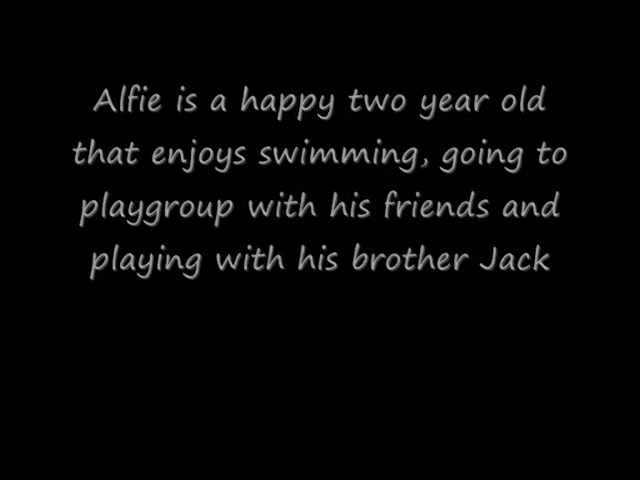 Alfie is a happy two year old
that enjoys swimming, going to
playgroup with his friends and
playing with his brother Jack